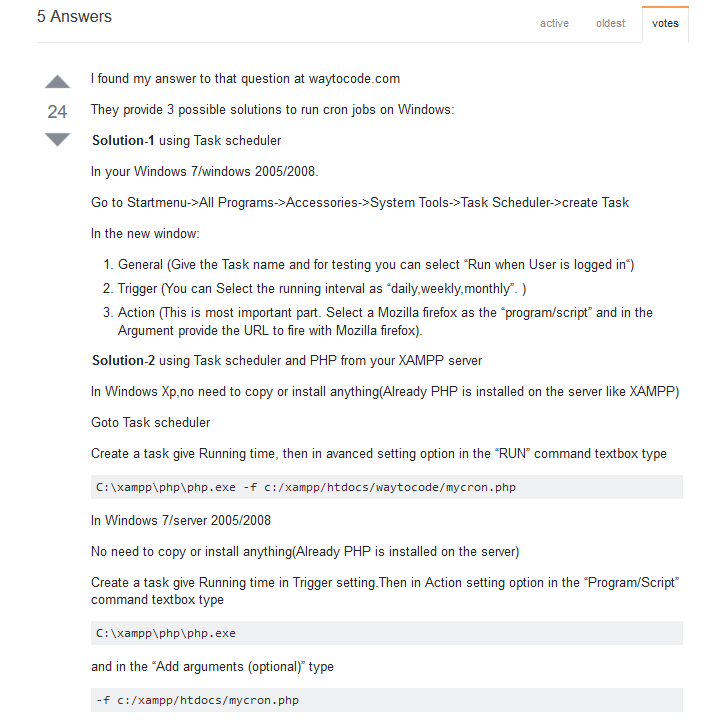 5 Answers
active oldest votes
I found my answer to that question at waytocode.com
24
They provide 3 possible solutions to run cron jobs on Windows:
Solution-1 using Task scheduler
In your Windows 7/windows 2005/2008.
Go to Startmenu->All Programs->Accessories->System Tools->Task Scheduler->create Task
In the new window:
1. General (Give the Task name and for testing you can select “Run when User is logged in“)
2. Trigger (You can Select the running interval as “daily,weekly,monthly”. )
3. Action (This is most important part. Select a Mozilla firefox as the “program/script” and in the
Argument provide the URL to fire with Mozilla firefox).
Solution-2 using Task scheduler and PHP from your XAMPP server
In Windows Xp,no need to copy or install anything(Already PHP is installed on the server like XAMPP)
Goto Task scheduler
Create a task give Running time, then in avanced setting option in the “RUN” command textbox type
C:\xampp\php\php.exe -f c:/xampp/htdocs/waytocode/mycron.php
In Windows 7/server 2005/2008
No need to copy or install anything(Already PHP is installed on the server)
Create a task give Running time in Trigger setting.Then in Action setting option in the “Program/Script”
command textbox type
C:\xampp\php\php.exe
and in the “Add arguments (optional)” type
-f c:/xampp/htdocs/mycron.php